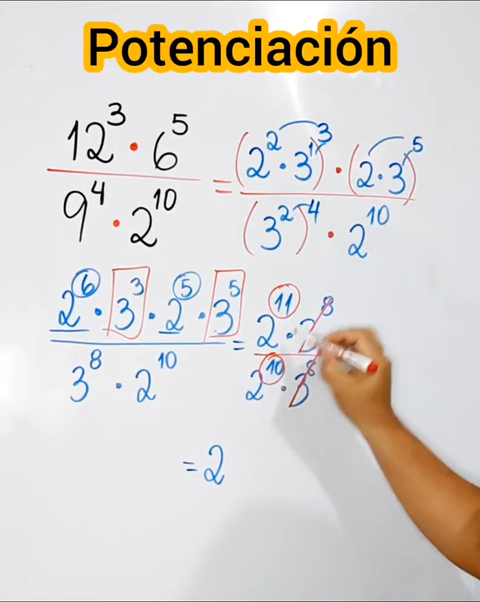 Potenciación
12³ · 6⁵ / 9⁴ · 2¹⁰ = (2² · 3¹)³ · (2 · 3)⁵ / (3²)⁴ · 2¹⁰
2⁶ · 3³ · 2⁵ · 3⁵ / 3⁸ · 2¹⁰ = 2¹¹ · 3⁸ / 2¹⁰ · 3⁸
= 2